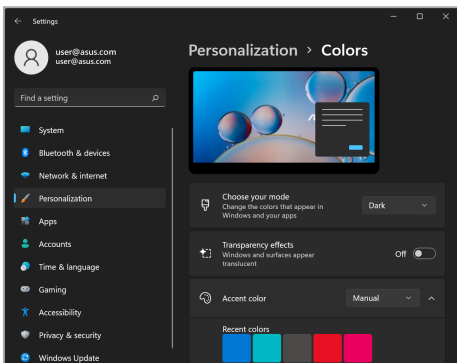 Settings
user@asus.com
user@asus.com
Find a setting
System
Bluetooth & devices
Network & internet
Personalization
Apps
Accounts
Time & language
Gaming
Accessibility
Privacy & security
Windows Update
Personalization > Colors
Choose your mode
Change the colors that appear in
Windows and your apps
Dark
Transparency effects
Windows and surfaces appear
translucent
Off
Accent color
Manual
Recent colors